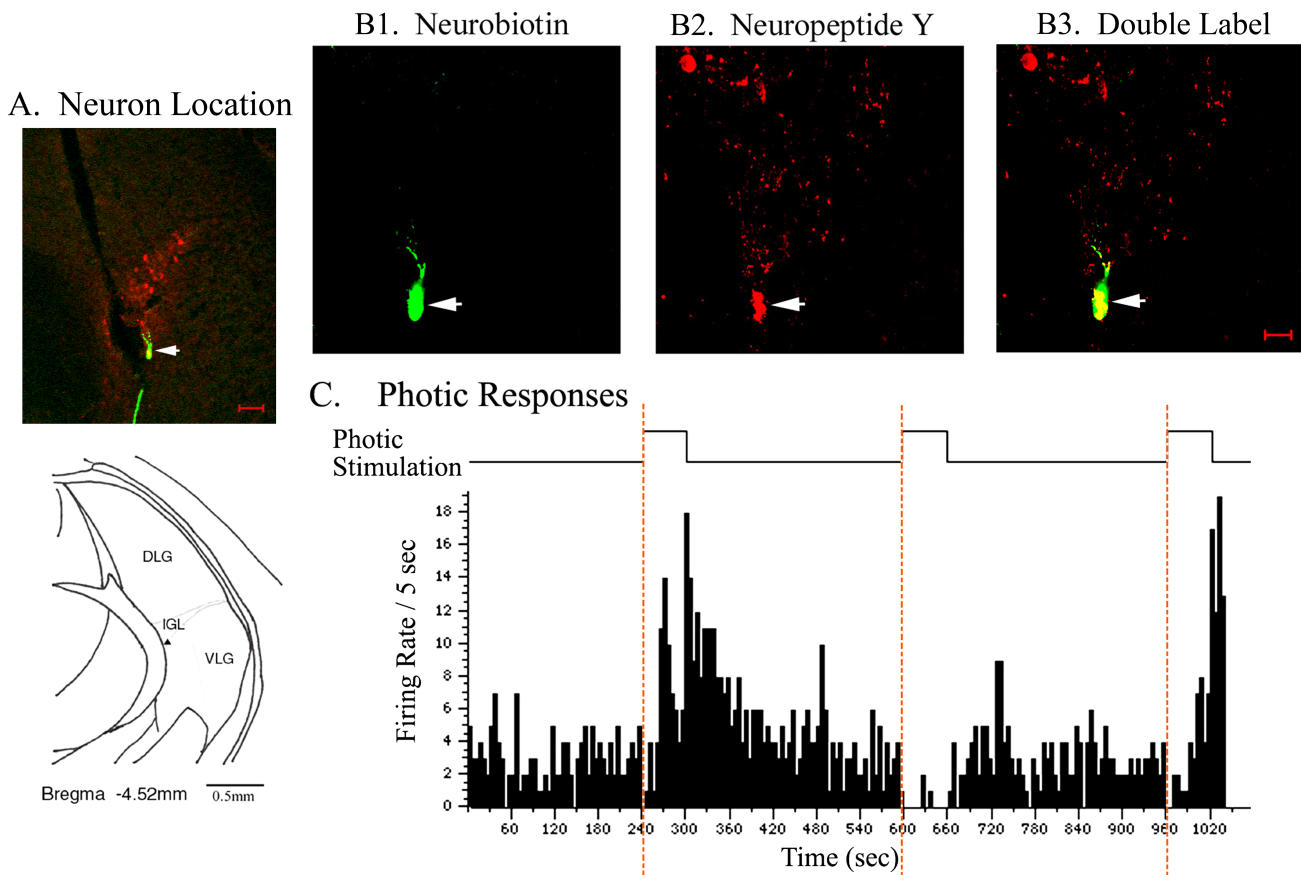 A. Neuron Location
B1. Neurobiotin
B2. Neuropeptide Y
B3. Double Label
DLG
IGL
VLG
Bregma -4.52mm
0.5mm
C. Photic Responses
Photic
Stimulation
Firing Rate / 5 sec
18
16
14
12
10
8
6
4
2
0
60 120 180 240 300 360 420 480 540 600 660 720 780 840 900 960 1020
Time (sec)